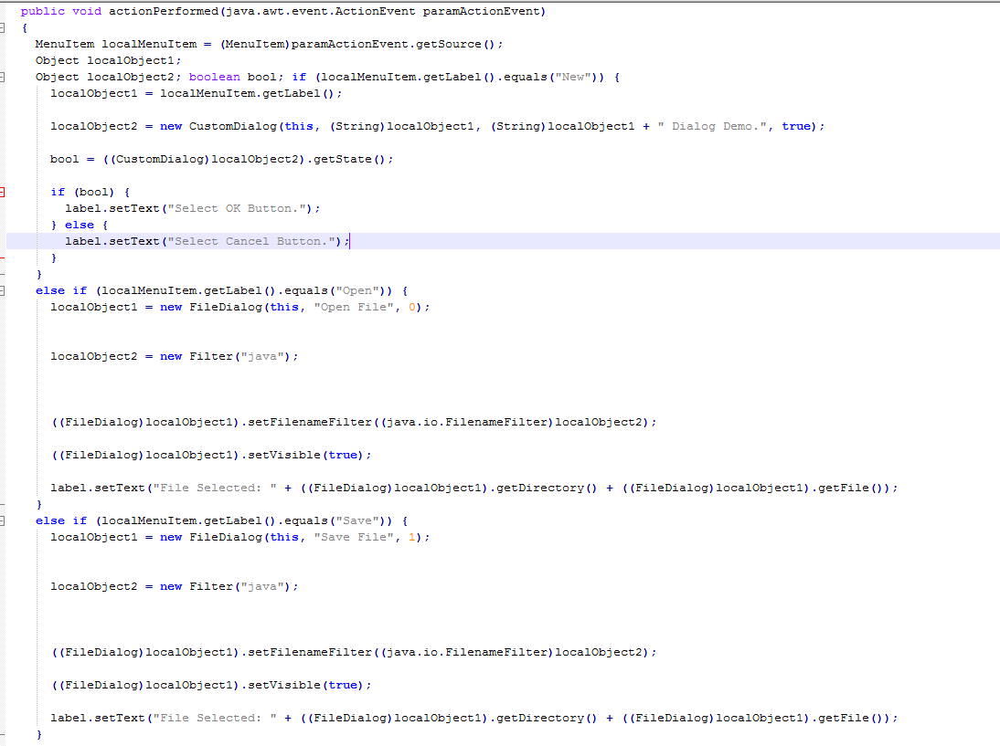 public void actionPerformed(java.awt.event.ActionEvent paramActionEvent)
{
  MenuItem localMenuItem = (MenuItem)paramActionEvent.getSource();
  Object localObject1;
  Object localObject2; boolean bool; if (localMenuItem.getLabel().equals("New")) {
    localObject1 = localMenuItem.getLabel();
    localObject2 = new CustomDialog(this, (String)localObject1, (String)localObject1 + " Dialog Demo.", true);
    bool = ((CustomDialog)localObject2).getState();
    if (bool) {
      label.setText("Select OK Button.");
    } else {
      label.setText("Select Cancel Button.");
    }
  }
  else if (localMenuItem.getLabel().equals("Open")) {
    localObject1 = new FileDialog(this, "Open File", 0);
    localObject2 = new Filter("java");
    ((FileDialog)localObject1).setFilenameFilter((java.io.FilenameFilter)localObject2);
    ((FileDialog)localObject1).setVisible(true);
    label.setText("File Selected: " + ((FileDialog)localObject1).getDirectory() + ((FileDialog)localObject1).getFile());
  }
  else if (localMenuItem.getLabel().equals("Save")) {
    localObject1 = new FileDialog(this, "Save File", 1);
    localObject2 = new Filter("java");
    ((FileDialog)localObject1).setFilenameFilter((java.io.FilenameFilter)localObject2);
    ((FileDialog)localObject1).setVisible(true);
    label.setText("File Selected: " + ((FileDialog)localObject1).getDirectory() + ((FileDialog)localObject1).getFile());
  }